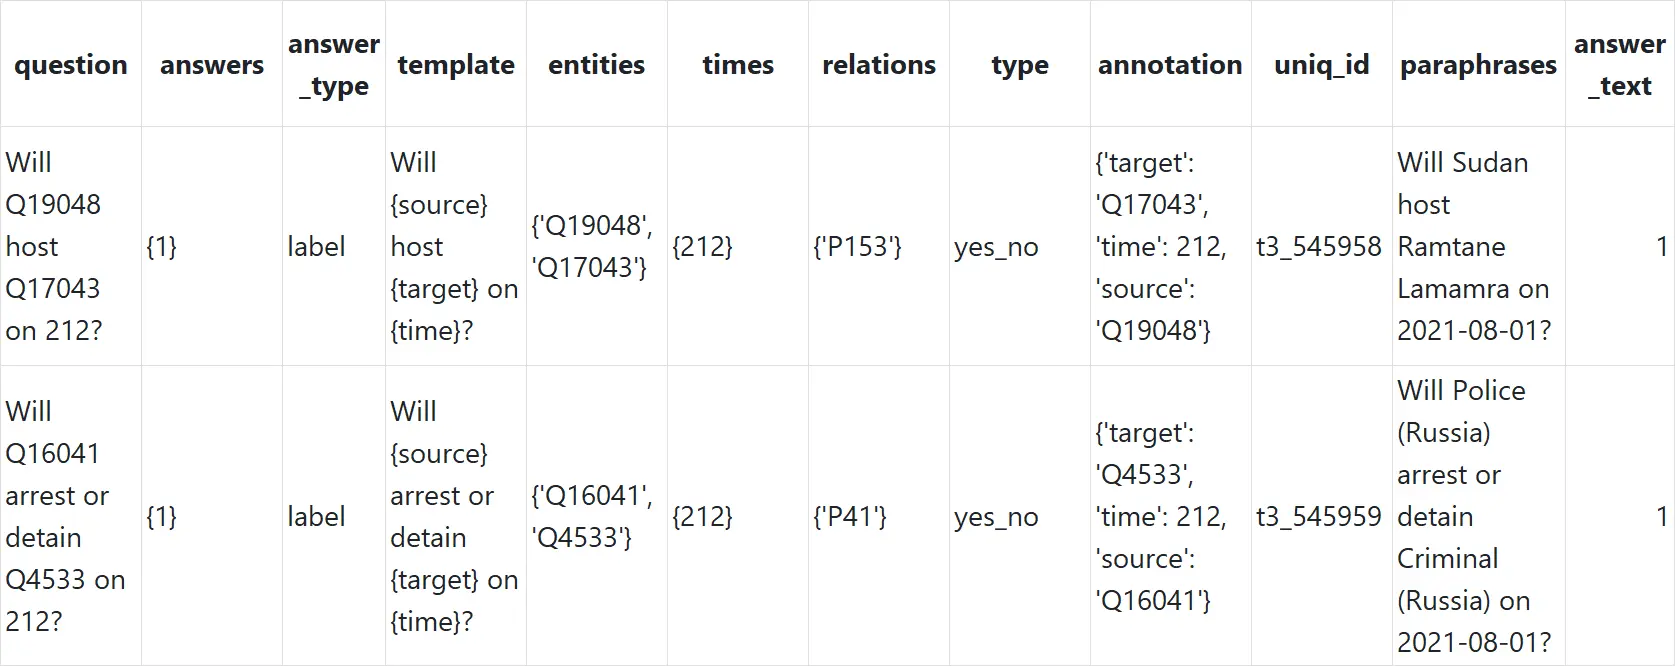 question
answers
answer
_type
template
entities
times
relations
type
annotation
uniq_id
paraphrases
answer
_text
Will
Q19048
host
Q17043
on 212?
{1}
label
Will
{source}
host
{target} on
{time}?
{'Q19048',
'Q17043'}
{212}
{'P153'}
yes_no
{'target':
'Q17043',
'time': 212,
'source':
'Q19048'}
t3_545958
Will Sudan
host
Ramtane
Lamamra on
2021-08-01?
1
Will
Q16041
arrest or
detain
Q4533 on
212?
{1}
label
Will
{source}
arrest or
detain
{target} on
{time}?
{'Q16041',
'Q4533'}
{212}
{'P41'}
yes_no
{'target':
'Q4533',
'time': 212,
'source':
'Q16041'}
t3_545959
Will Police
(Russia)
arrest or
detain
Criminal
(Russia) on
2021-08-01?
1